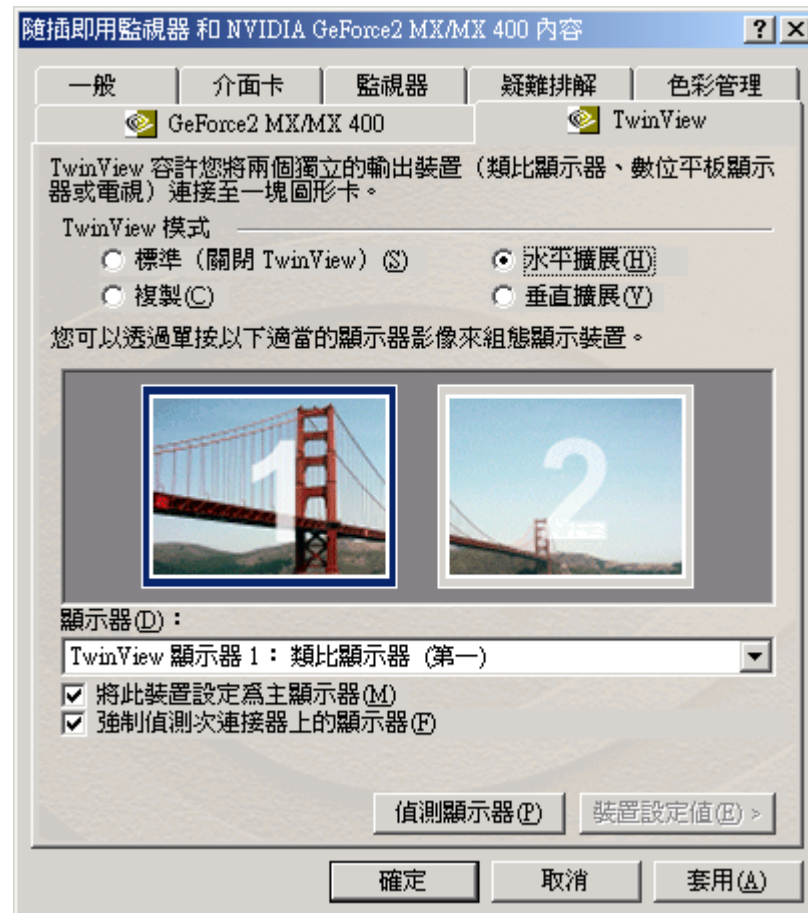 隨插即用監視器 和 NVIDIA GeForce2 MX/MX 400 內容
一般
介面卡
監視器
疑難排解
色彩管理
GeForce2 MX/MX 400
TwinView
TwinView 容許您將兩個獨立的輸出裝置（類比顯示器、數位平板顯示
器或電視）連接至一塊圖形卡。
TwinView 模式
標準（關閉 TwinView）(S)
水平擴展(H)
複製(C)
垂直擴展(V)
您可以透過單按以下適當的顯示器影像來組態顯示裝置。
1
2
顯示器(D)：
TwinView 顯示器 1： 類比顯示器 (第一)
將此裝置設定為主顯示器(M)
強制偵測次連接器上的顯示器(F)
偵測顯示器(P)
裝置設定值(E) >
確定
取消
套用(A)